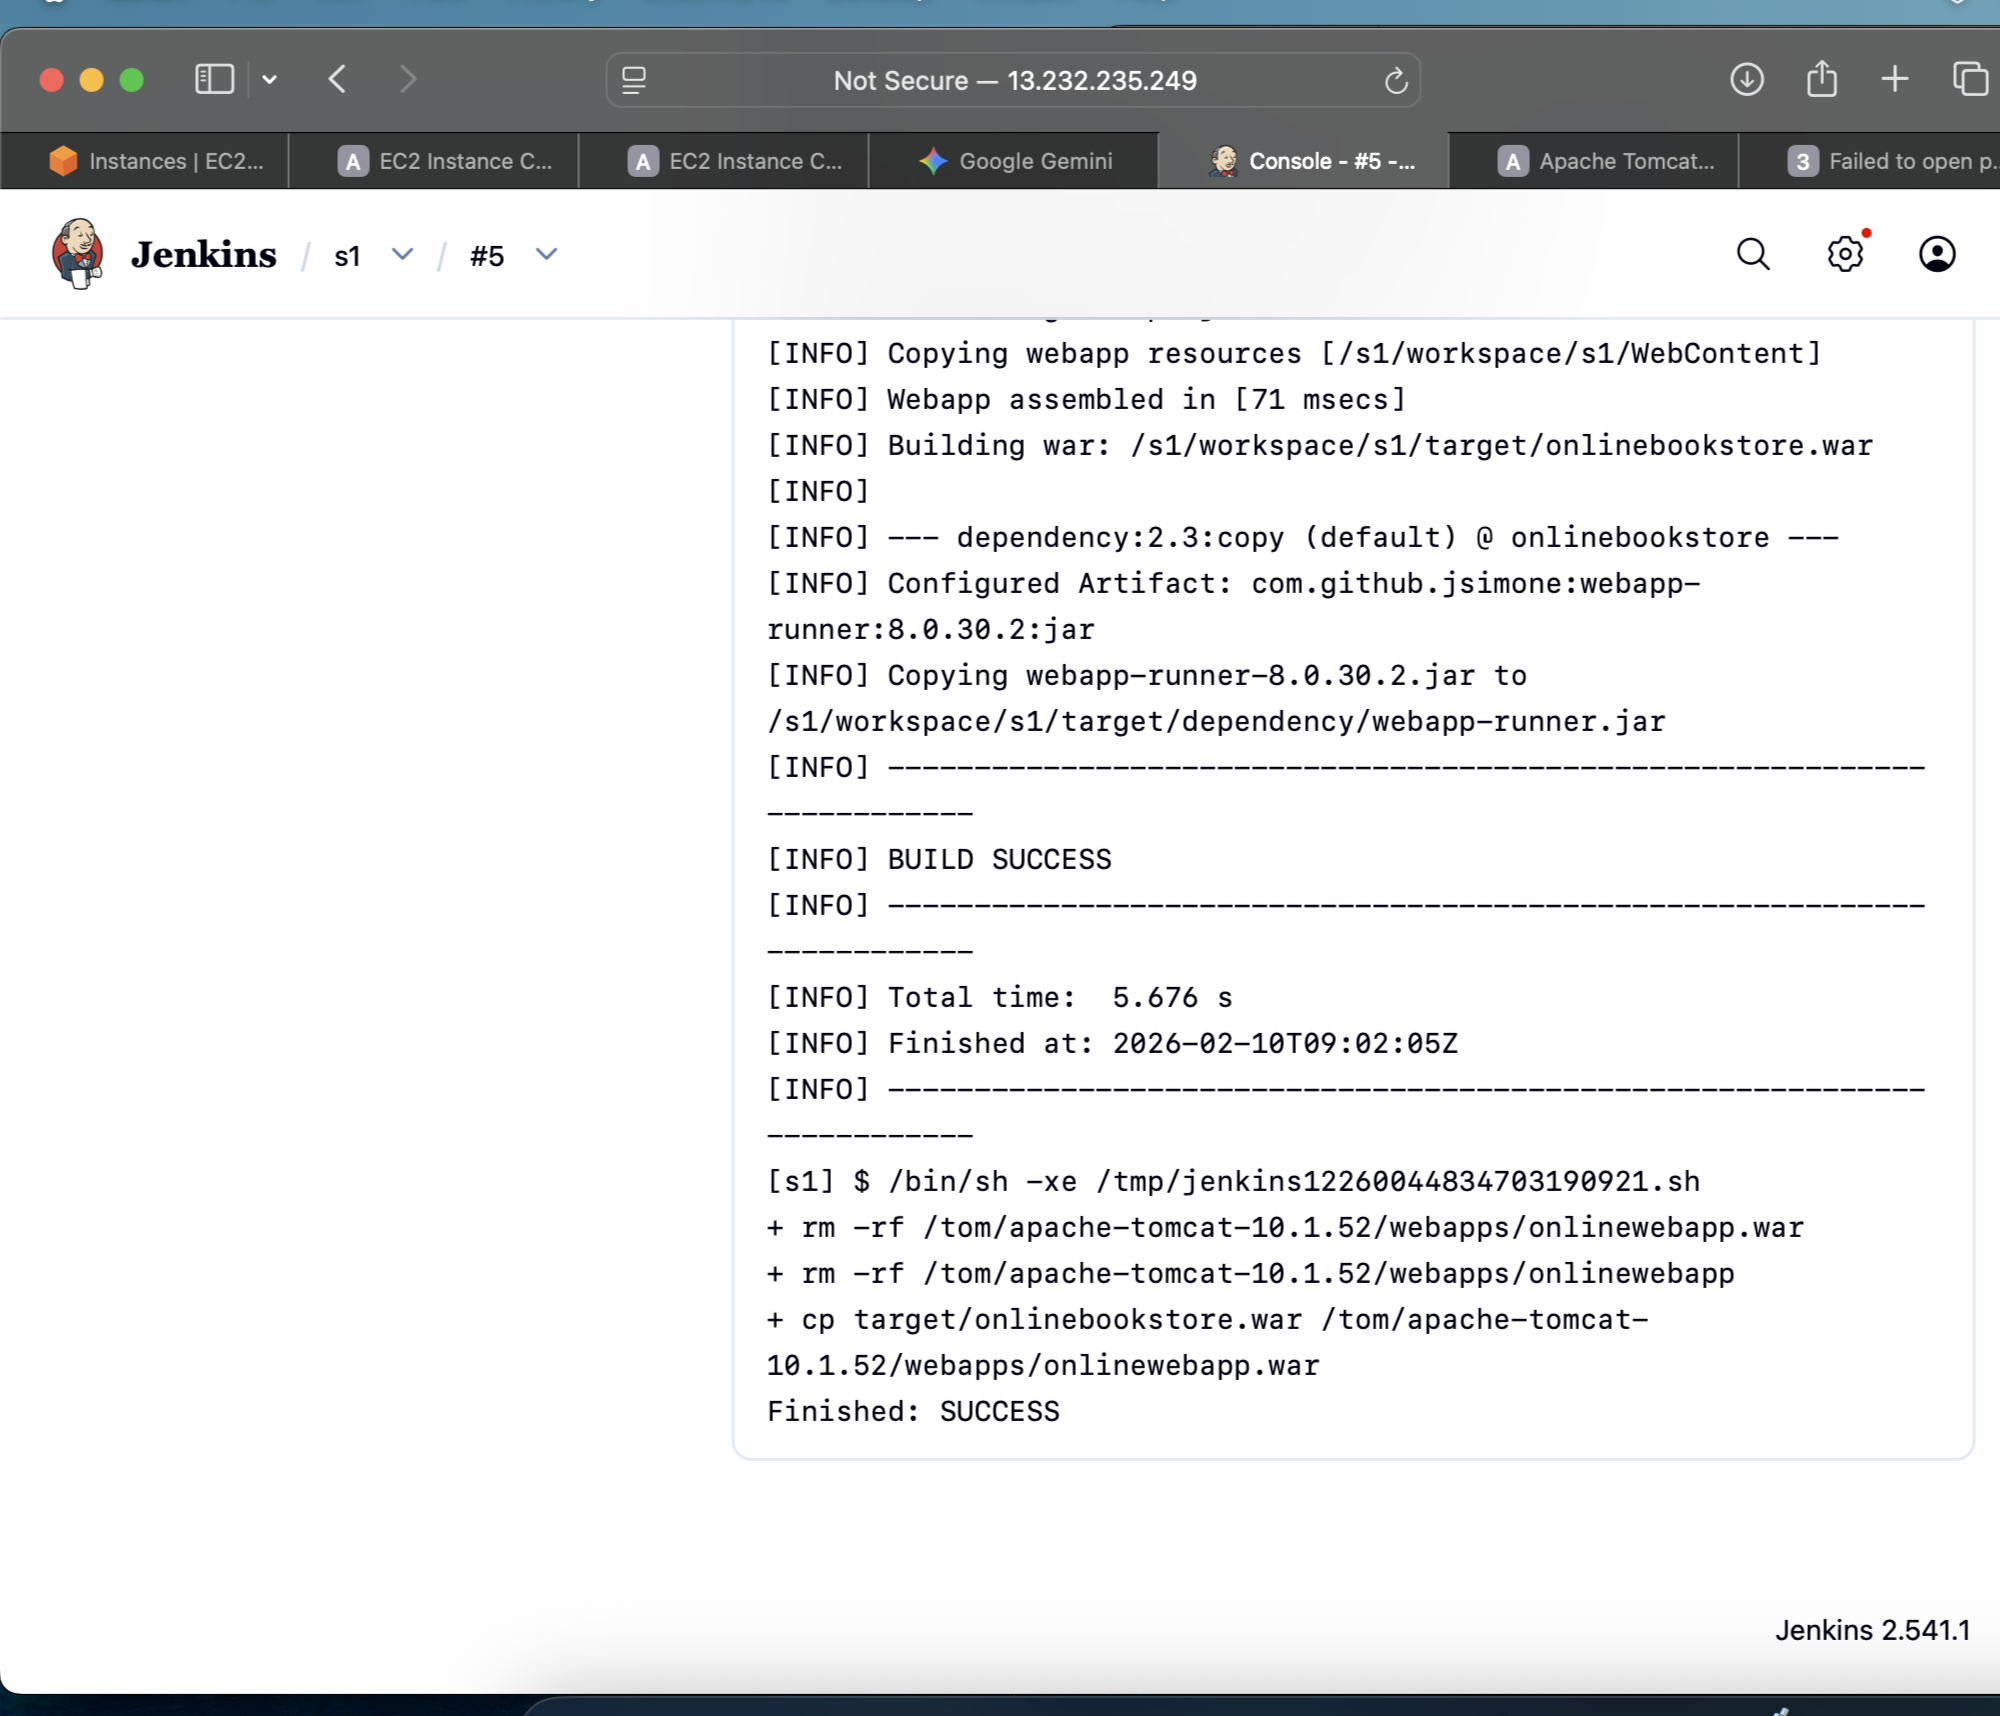 Not Secure — 13.232.235.249
Instances | EC2...
A EC2 Instance C...
A EC2 Instance C...
Google Gemini
Console - #5 -...
A Apache Tomcat...
3 Failed to open p...
Jenkins / s1 / #5
[INFO] Copying webapp resources [/s1/workspace/s1/WebContent]
[INFO] Webapp assembled in [71 msecs]
[INFO] Building war: /s1/workspace/s1/target/onlinebookstore.war
[INFO]
[INFO] --- dependency:2.3:copy (default) @ onlinebookstore ---
[INFO] Configured Artifact: com.github.jsimone:webapp-
runner:8.0.30.2:jar
[INFO] Copying webapp-runner-8.0.30.2.jar to
/s1/workspace/s1/target/dependency/webapp-runner.jar
[INFO] ------------------------------------------------------------
------------
[INFO] BUILD SUCCESS
[INFO] ------------------------------------------------------------
------------
[INFO] Total time:  5.676 s
[INFO] Finished at: 2026-02-10T09:02:05Z
[INFO] ------------------------------------------------------------
------------
[s1] $ /bin/sh -xe /tmp/jenkins12260044834703190921.sh
+ rm -rf /tom/apache-tomcat-10.1.52/webapps/onlinewebapp.war
+ rm -rf /tom/apache-tomcat-10.1.52/webapps/onlinewebapp
+ cp target/onlinebookstore.war /tom/apache-tomcat-
10.1.52/webapps/onlinewebapp.war
Finished: SUCCESS
Jenkins 2.541.1